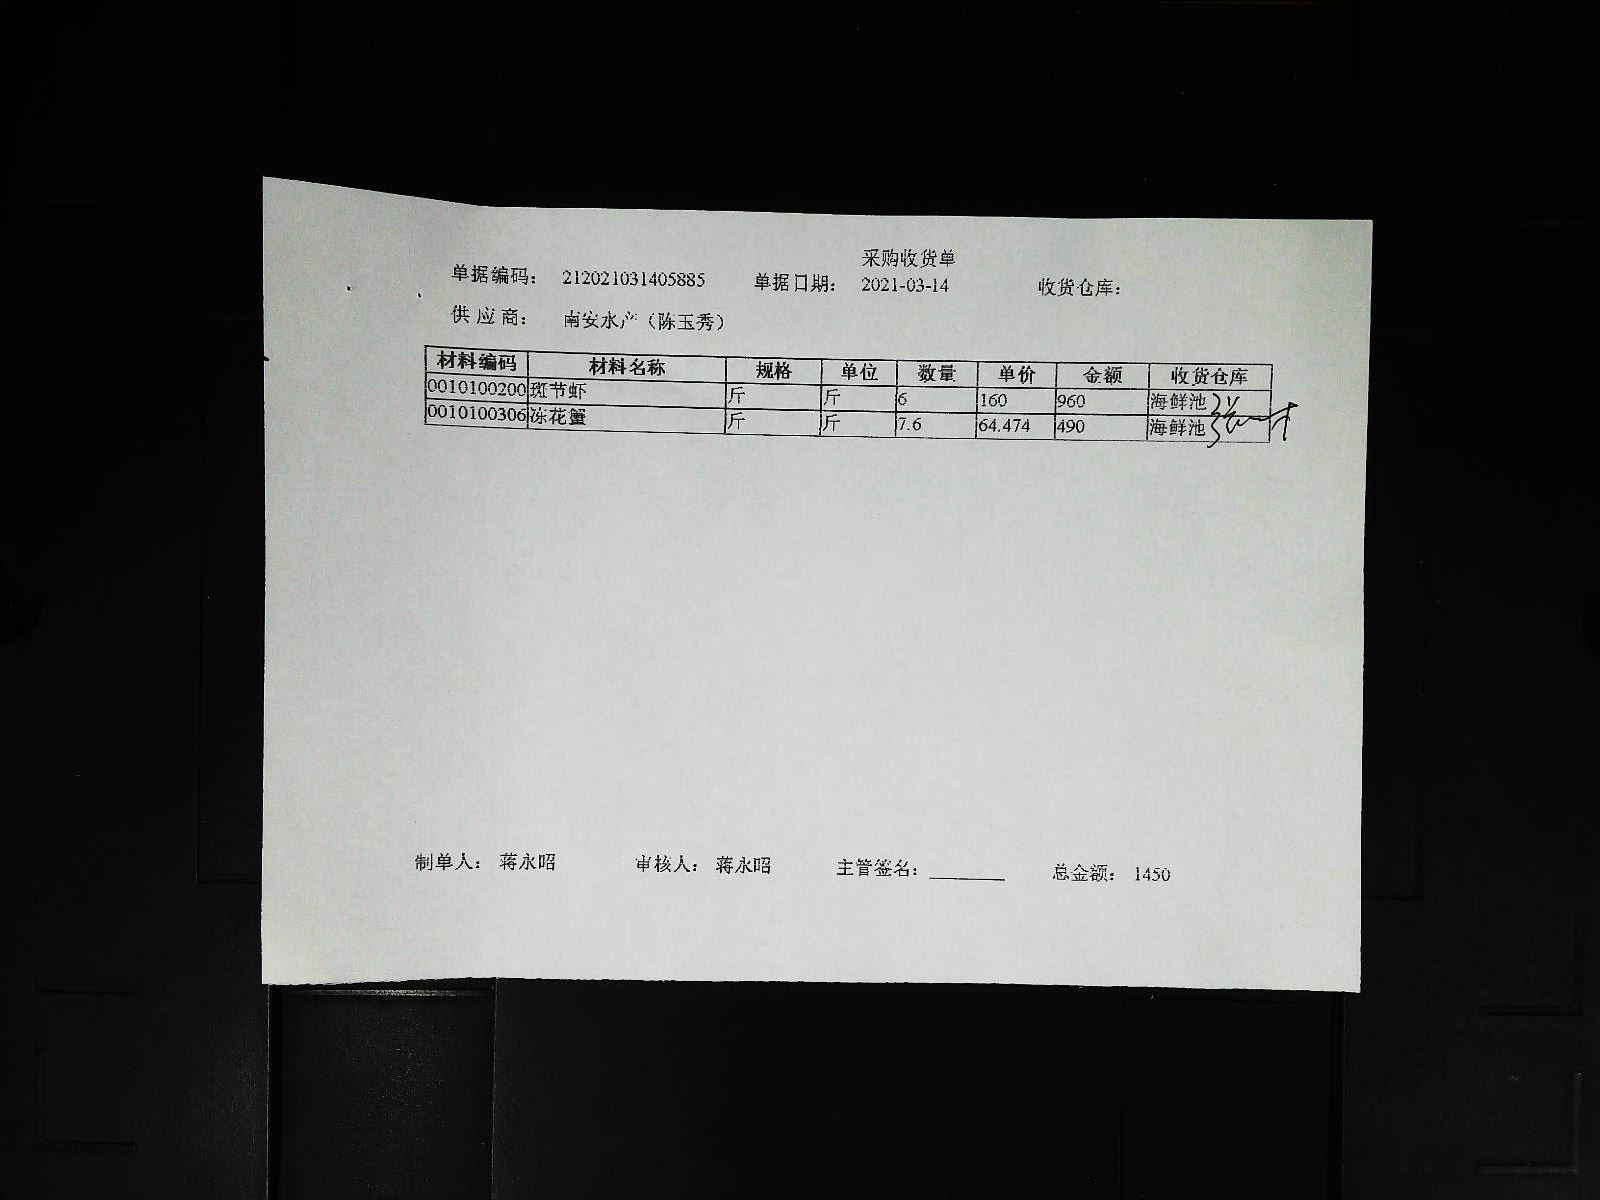 采购收货单
单据编码： 212021031405885 单据日期： 2021-03-14 收货仓库：
供 应 商： 南安水产（陈玉秀）
材料编码 材料名称 规格 单位 数量 单价 金额 收货仓库
0010100200 斑节虾 斤 斤 6 160 960 海鲜池
0010100306 冻花蟹 斤 斤 7.6 64.474 490 海鲜池
制单人： 蒋永昭 审核人： 蒋永昭 主管签名： 总金额： 1450